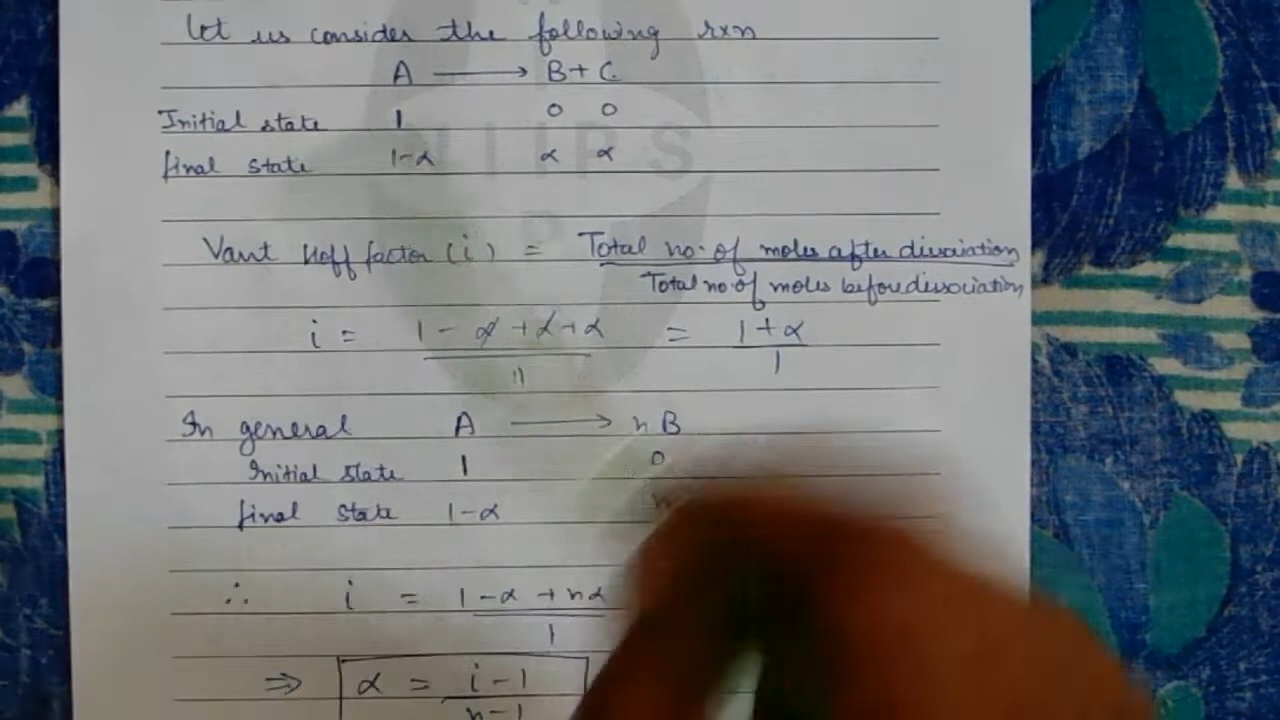 Let us consider the following rxn
A ⟶ B + C
Initial state 1 0 0
final state 1-α α α
Vant Hoff factor (i) = Total no. of moles after dissociation
Total no. of moles before dissociation
i = 1 - α + α + α = 1 + α
1 1
In general A ⟶ nB
Initial state 1 0
final state 1-α
∴ i = 1 - α + nα
1
⇒ α = i - 1
n - 1